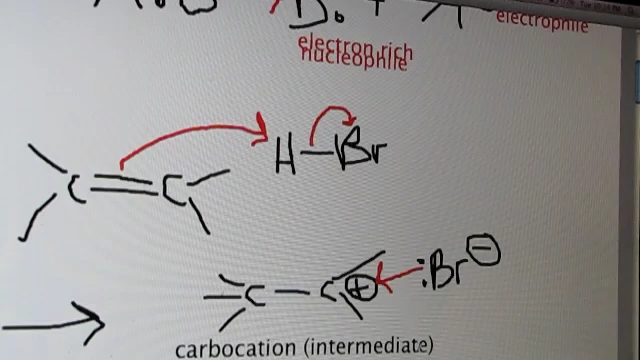 electrophile
electron rich
nucleophile
H—Br
C=C
C—C⊕ :Br⊖
carbocation (intermediate)